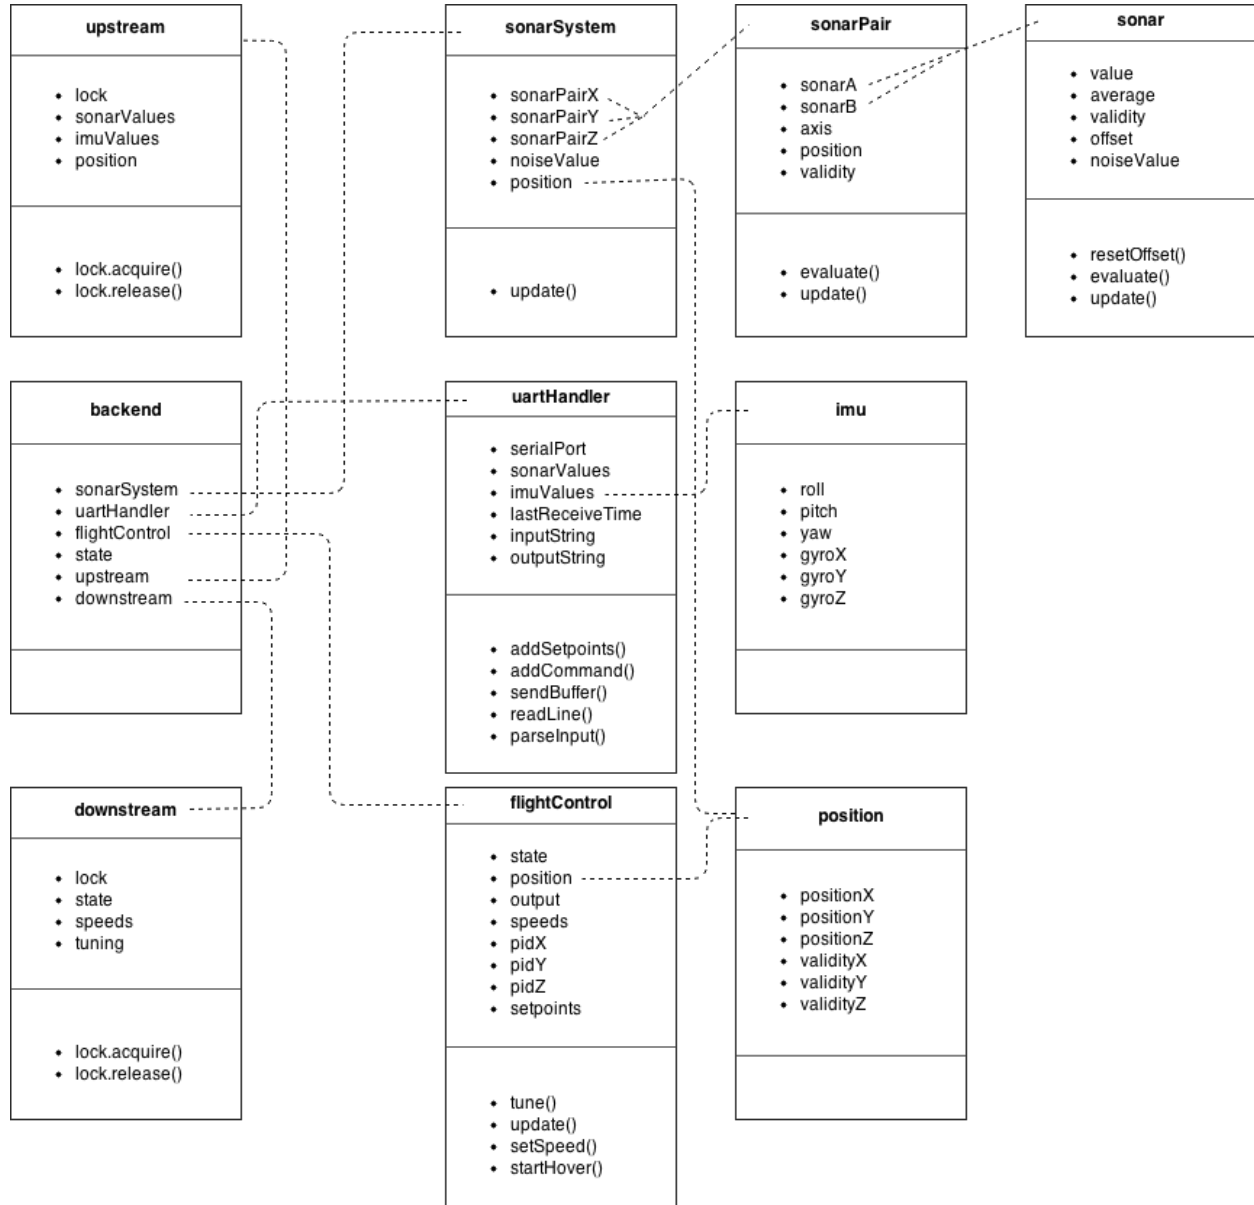 upstream
lock
sonarValues
imuValues
position
lock.acquire()
lock.release()
sonarSystem
sonarPairX
sonarPairY
sonarPairZ
noiseValue
position
update()
sonarPair
sonarA
sonarB
axis
position
validity
evaluate()
update()
sonar
value
average
validity
offset
noiseValue
resetOffset()
evaluate()
update()
backend
sonarSystem
uartHandler
flightControl
state
upstream
downstream
uartHandler
serialPort
sonarValues
imuValues
lastReceiveTime
inputString
outputString
addSetpoints()
addCommand()
sendBuffer()
readLine()
parseInput()
imu
roll
pitch
yaw
gyroX
gyroY
gyroZ
downstream
lock
state
speeds
tuning
lock.acquire()
lock.release()
flightControl
state
position
output
speeds
pidX
pidY
pidZ
setpoints
tune()
update()
setSpeed()
startHover()
position
positionX
positionY
positionZ
validityX
validityY
validityZ